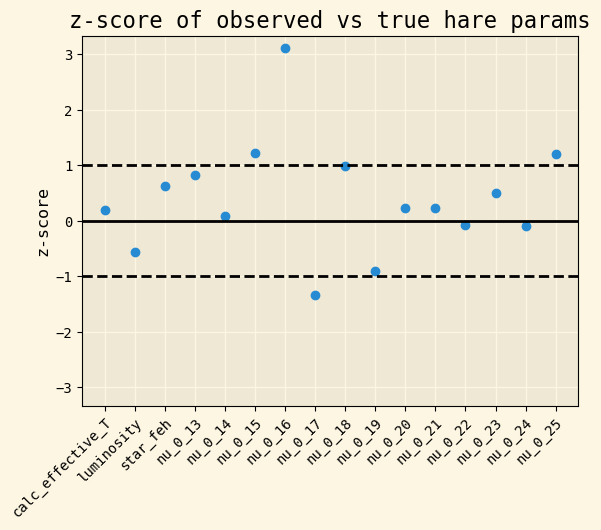 z-score of observed vs true hare params
z-score
3
2
1
0
−1
−2
−3
calc_effective_T
luminosity
star_feh
nu_0_13
nu_0_14
nu_0_15
nu_0_16
nu_0_17
nu_0_18
nu_0_19
nu_0_20
nu_0_21
nu_0_22
nu_0_23
nu_0_24
nu_0_25